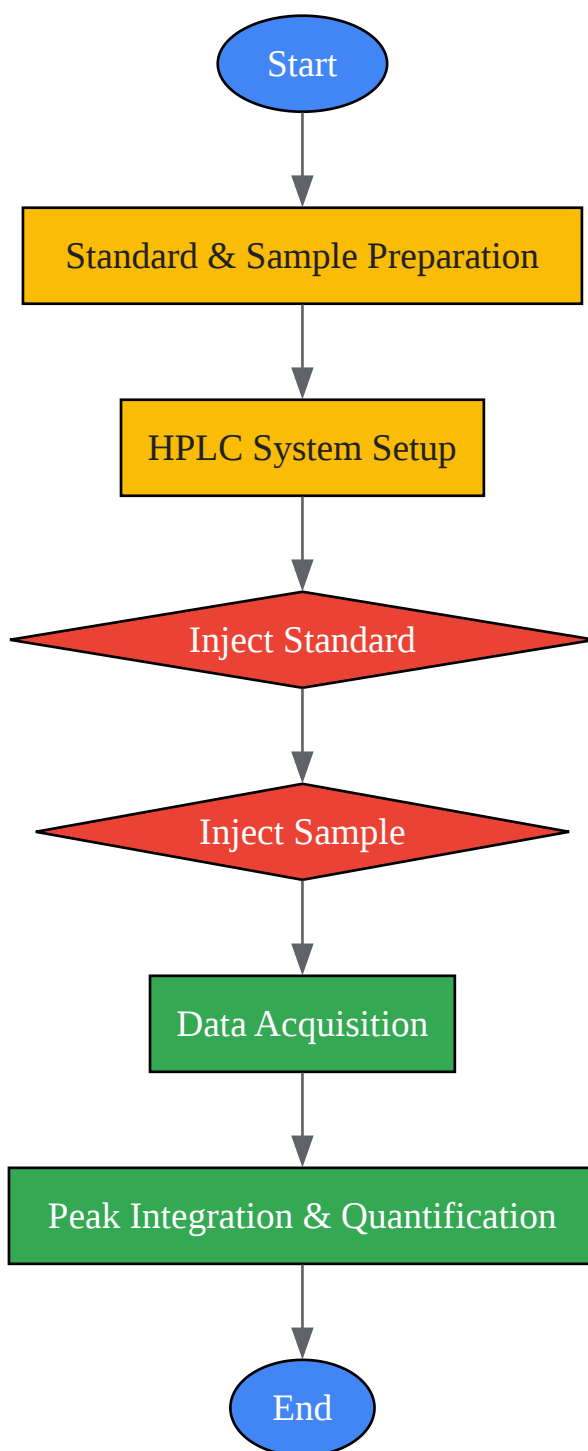 Start
Standard & Sample Preparation
HPLC System Setup
Inject Standard
Inject Sample
Data Acquisition
Peak Integration & Quantification
End